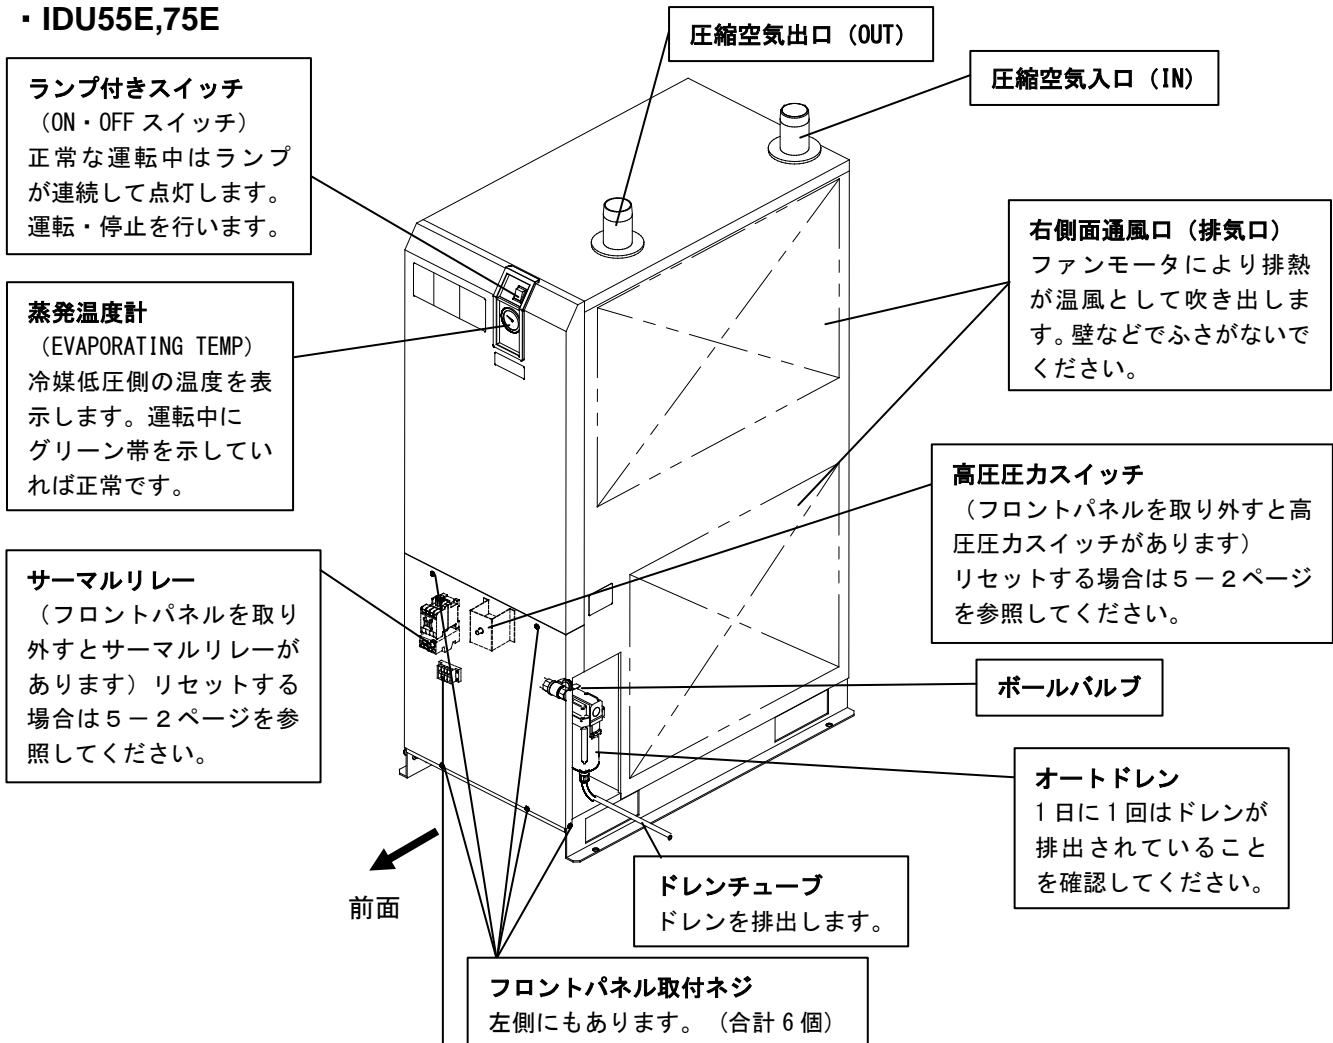 ・IDU55E,75E
圧縮空気出口（OUT）
圧縮空気入口（IN）
ランプ付きスイッチ
（ON・OFF スイッチ）
正常な運転中はランプ
が連続して点灯します。
運転・停止を行います。
右側面通風口（排気口）
ファンモータにより排熱
が温風として吹き出しま
す。壁などでふさがないで
ください。
蒸発温度計
（EVAPORATING TEMP）
冷媒低圧側の温度を表
示します。運転中に
グリーン帯を示してい
れば正常です。
高圧圧力スイッチ
（フロントパネルを取り外すと高
圧圧力スイッチがあります）
リセットする場合は５－２ページ
を参照してください。
サーマルリレー
（フロントパネルを取り
外すとサーマルリレーが
あります）リセットする
場合は５－２ページを参
照してください。
ボールバルブ
オートドレン
1日に1回はドレンが
排出されていること
を確認してください。
ドレンチューブ
ドレンを排出します。
前面
フロントパネル取付ネジ
左側にもあります。（合計 6 個）